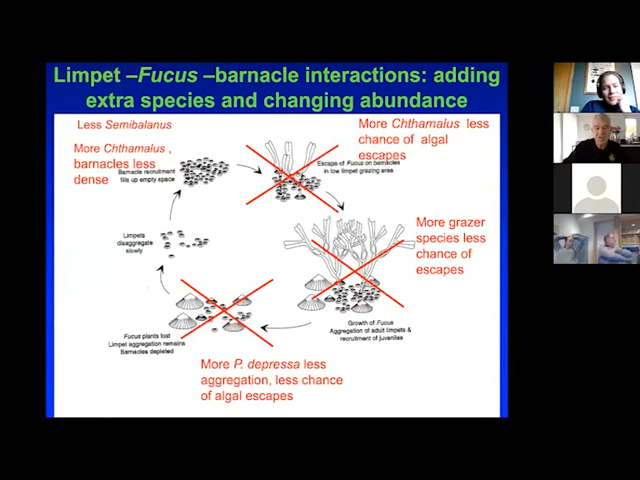 Limpet –Fucus –barnacle interactions: adding
extra species and changing abundance
Less Semibalanus
More Chthamalus ,
barnacles less
dense
Barnacle recruitment
fills up empty space
More Chthamalus less
chance of algal
escapes
Escape of Fucus on barnacles
in low limpet grazing area
More grazer
species less
chance of
escapes
Limpets
disaggregate
slowly
Growth of Fucus
Aggregation of adult limpets &
recruitment of juveniles
Fucus plants lost
Limpet aggregation remains
Barnacles depleted
More P. depressa less
aggregation, less chance
of algal escapes